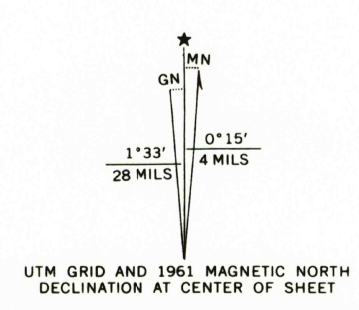 ★
MN
GN
0°15′
1°33′
4 MILS
28 MILS
UTM GRID AND 1961 MAGNETIC NORTH
DECLINATION AT CENTER OF SHEET